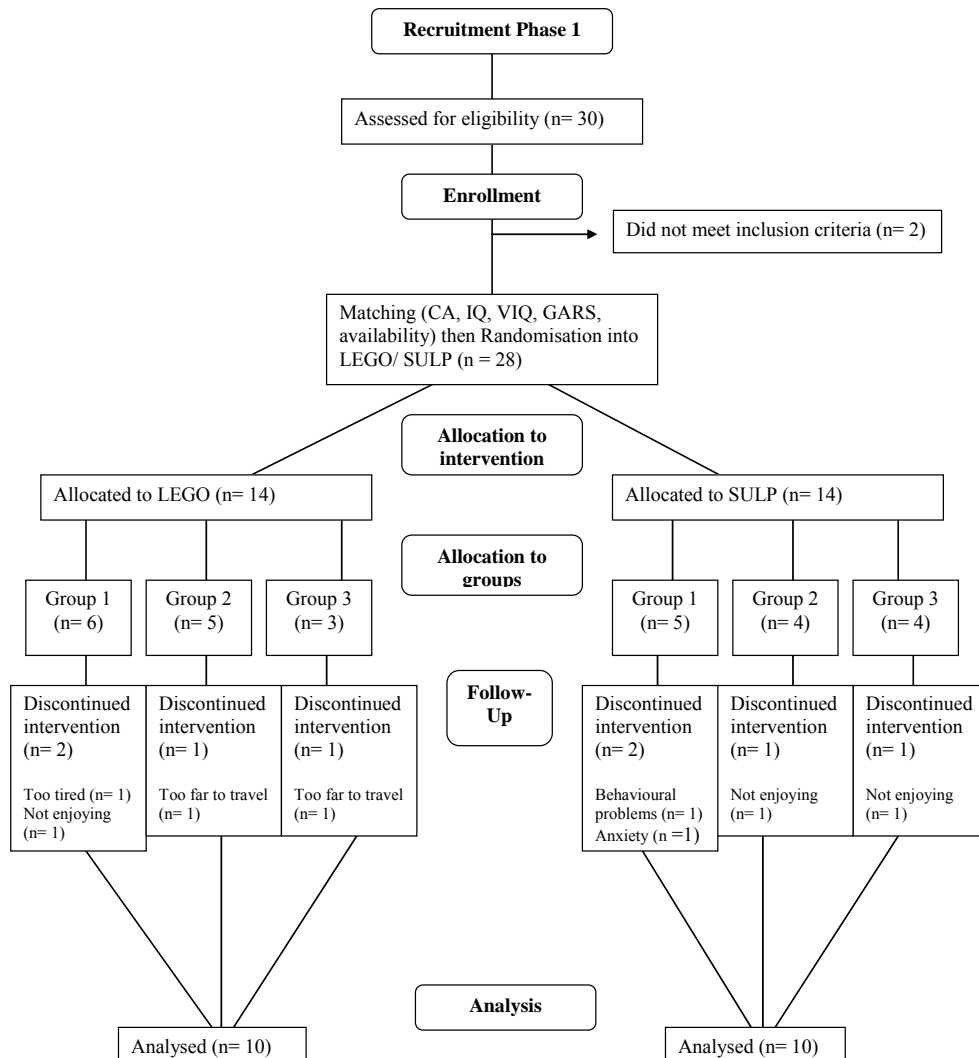 Recruitment Phase 1
Assessed for eligibility (n= 30)
Enrollment
Did not meet inclusion criteria (n= 2)
Matching (CA, IQ, VIQ, GARS,
availability) then Randomisation into
LEGO/ SULP (n = 28)
Allocation to
intervention
Allocated to LEGO (n= 14)
Allocated to SULP (n= 14)
Allocation to
groups
Group 1
(n= 6)
Group 2
(n= 5)
Group 3
(n= 3)
Group 1
(n= 5)
Group 2
(n= 4)
Group 3
(n= 4)
Follow-
Up
Discontinued
intervention
(n= 2)
Too tired (n= 1)
Not enjoying
(n= 1)
Discontinued
intervention
(n= 1)
Too far to travel
(n= 1)
Discontinued
intervention
(n= 1)
Too far to travel
(n= 1)
Discontinued
intervention
(n= 2)
Behavioural
problems (n= 1)
Anxiety (n =1)
Discontinued
intervention
(n= 1)
Not enjoying
(n= 1)
Discontinued
intervention
(n= 1)
Not enjoying
(n= 1)
Analysis
Analysed (n= 10)
Analysed (n= 10)